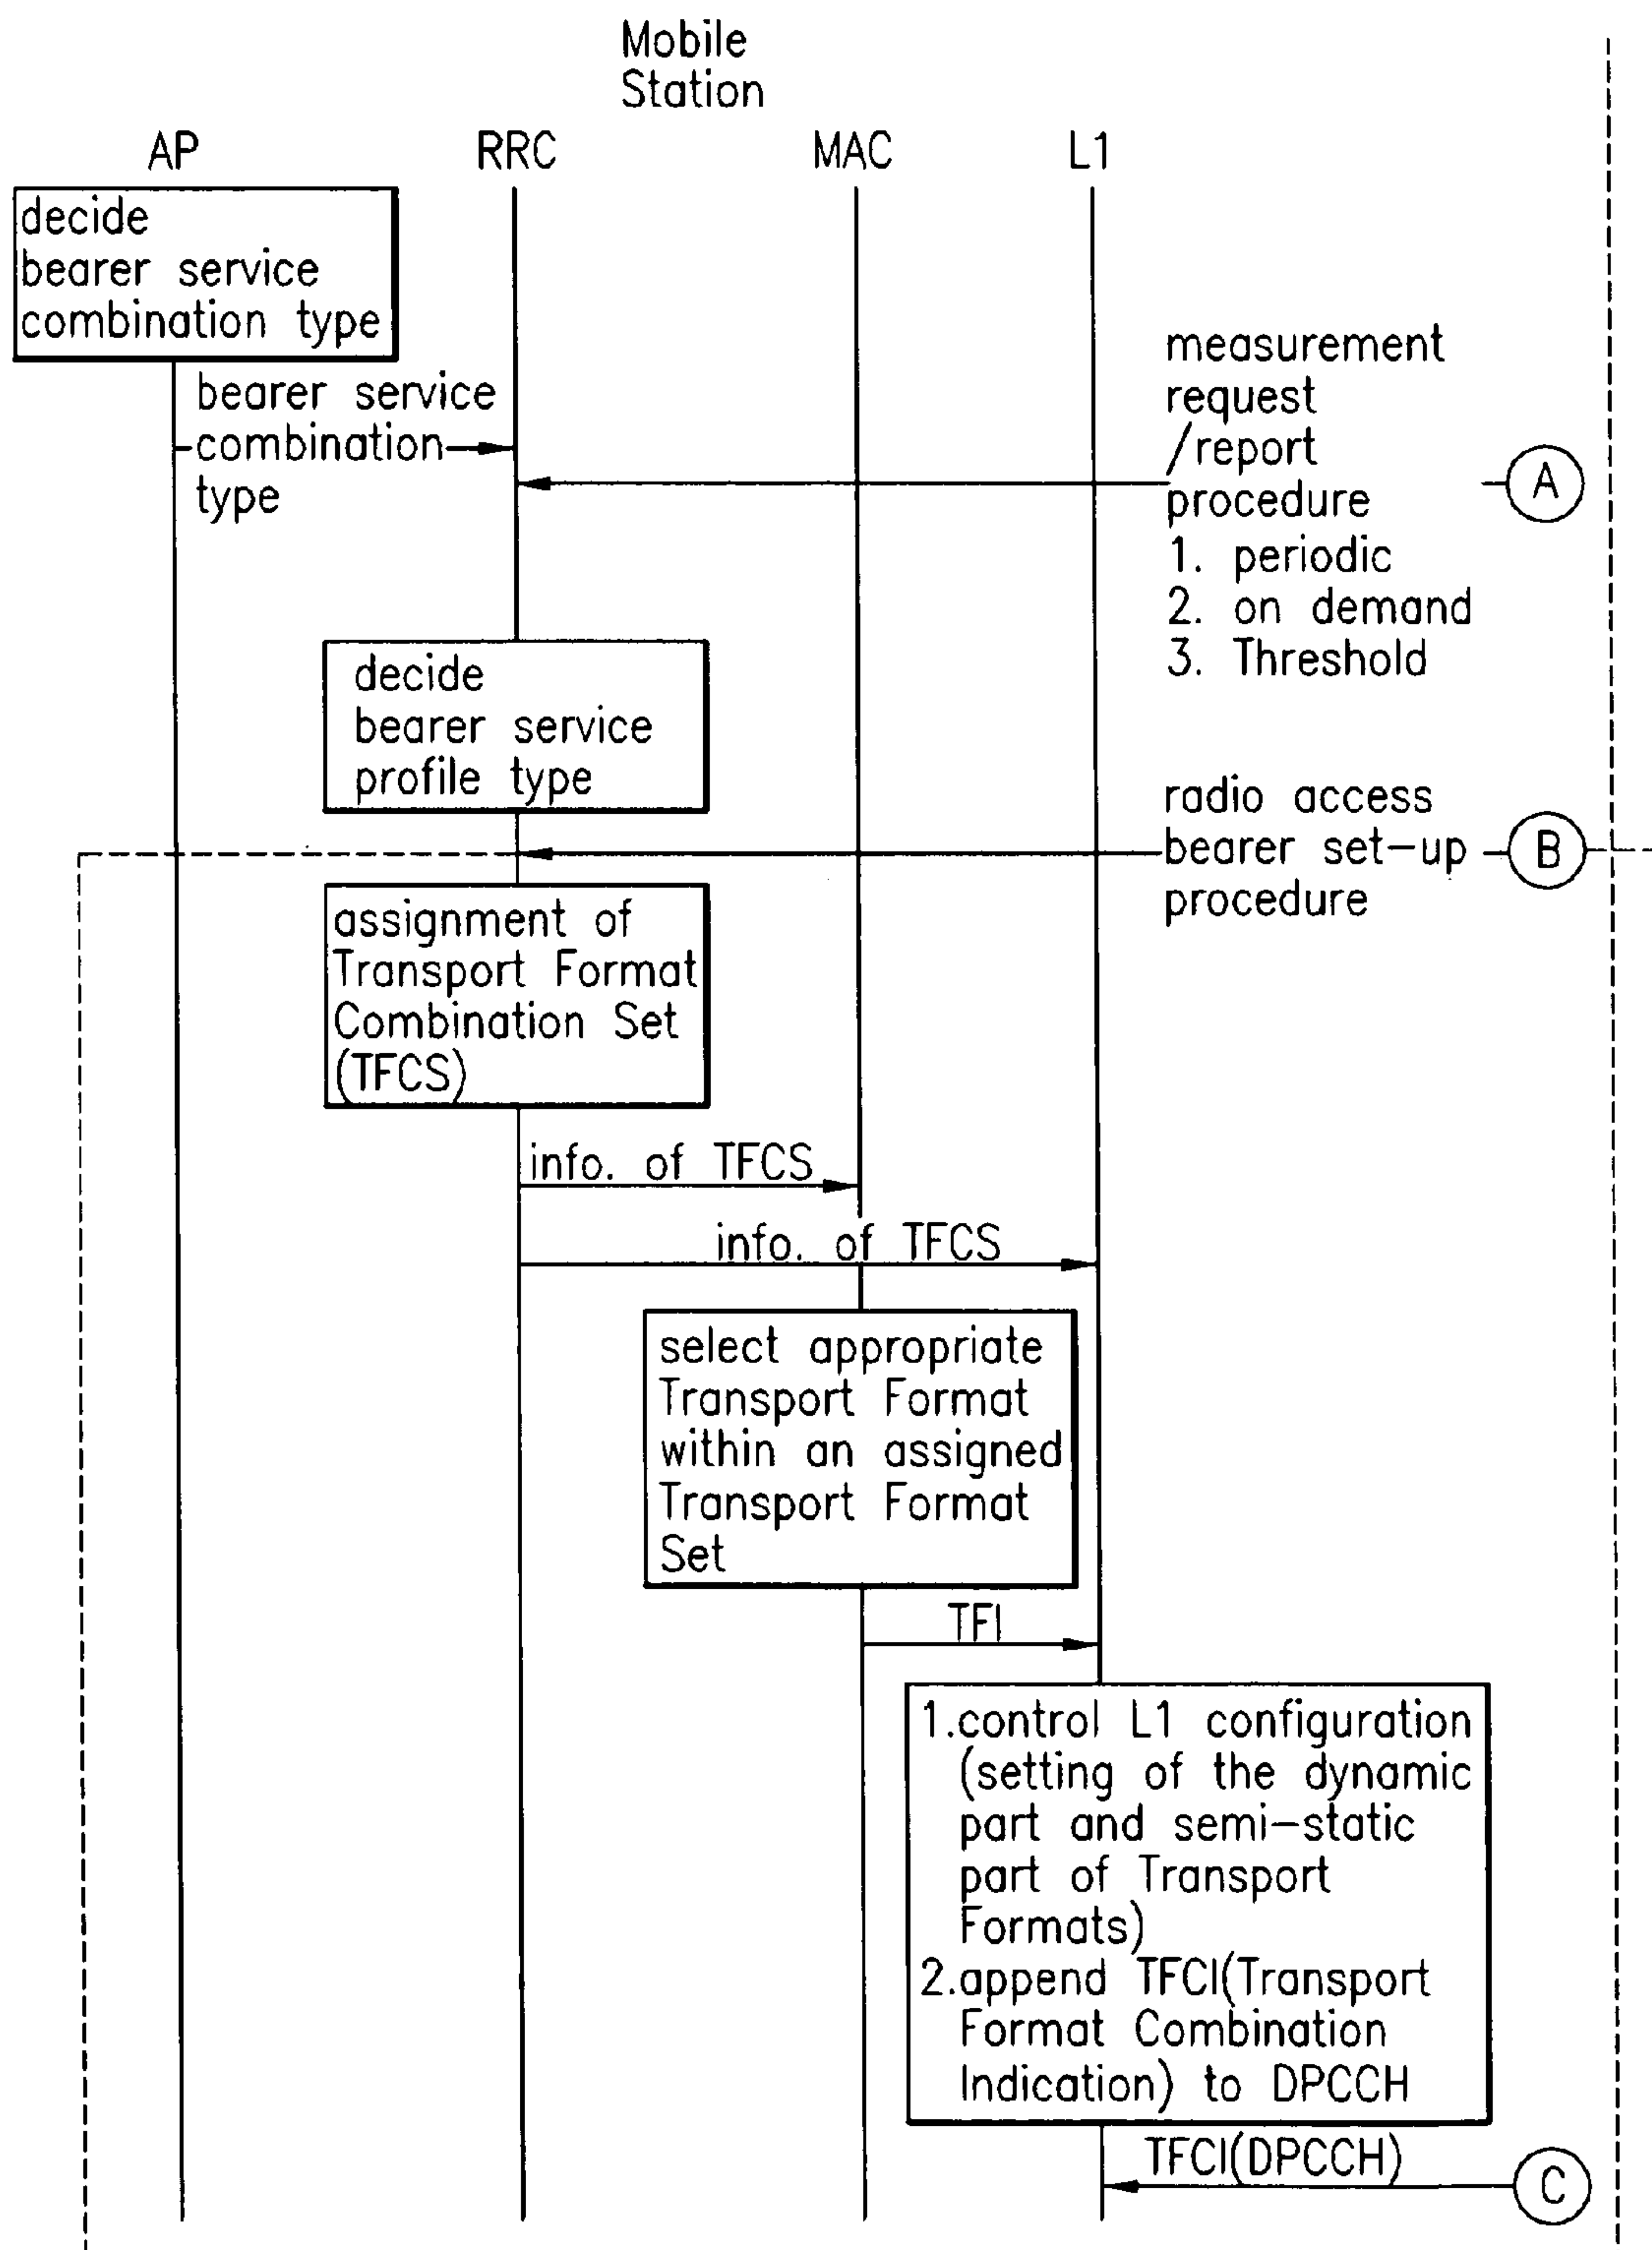 Mobile
Station
AP
RRC
MAC
L1
decide
bearer service
combination type
bearer service
combination
type
measurement
request
/report
procedure
1. periodic
2. on demand
3. Threshold
A
decide
bearer service
profile type
radio access
bearer set-up
procedure
B
assignment of
Transport Format
Combination Set
(TFCS)
info. of TFCS
info. of TFCS
select appropriate
Transport Format
within an assigned
Transport Format
Set
TFI
1.control L1 configuration
(setting of the dynamic
part and semi-static
part of Transport
Formats)
2.append TFCI(Transport
Format Combination
Indication) to DPCCH
TFCI(DPCCH)
C